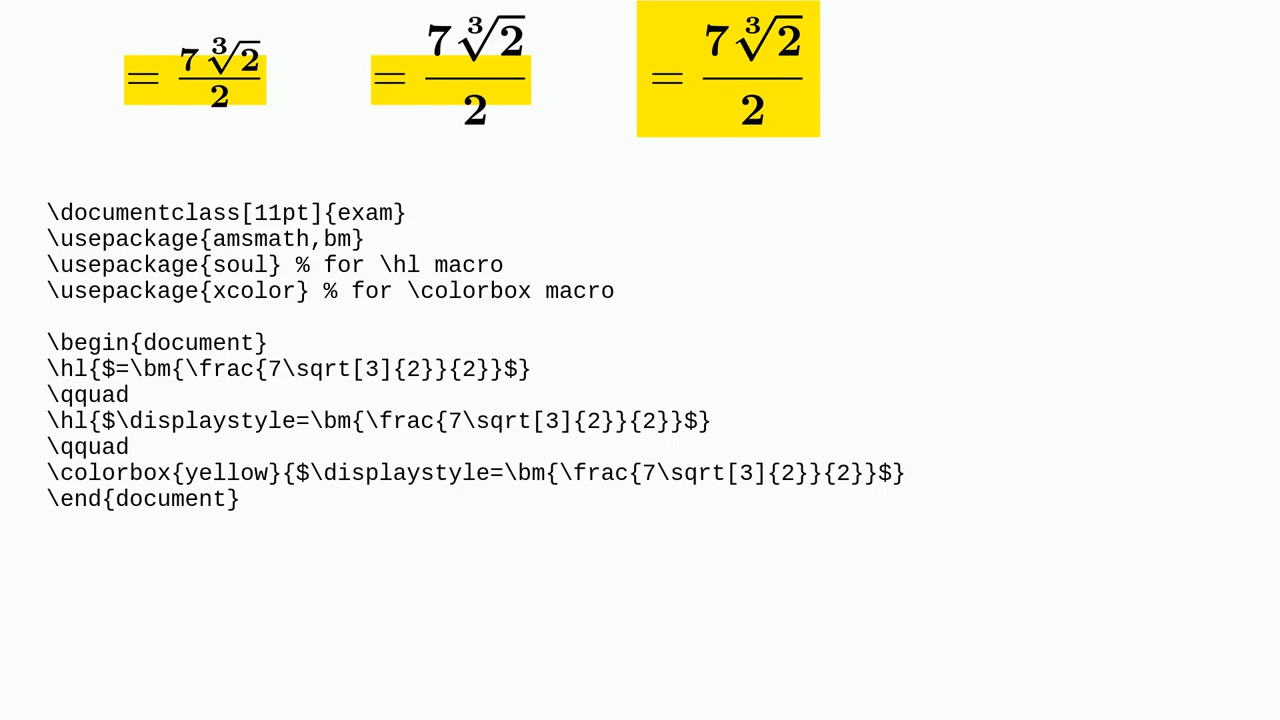 = 7∛2/2 = 7∛2/2 = 7∛2/2
\documentclass[11pt]{exam}
\usepackage{amsmath,bm}
\usepackage{soul} % for \hl macro
\usepackage{xcolor} % for \colorbox macro
\begin{document}
\hl{$=\bm{\frac{7\sqrt[3]{2}}{2}}$}
\qquad
\hl{$\displaystyle=\bm{\frac{7\sqrt[3]{2}}{2}}$}
\qquad
\colorbox{yellow}{$\displaystyle=\bm{\frac{7\sqrt[3]{2}}{2}}$}
\end{document}